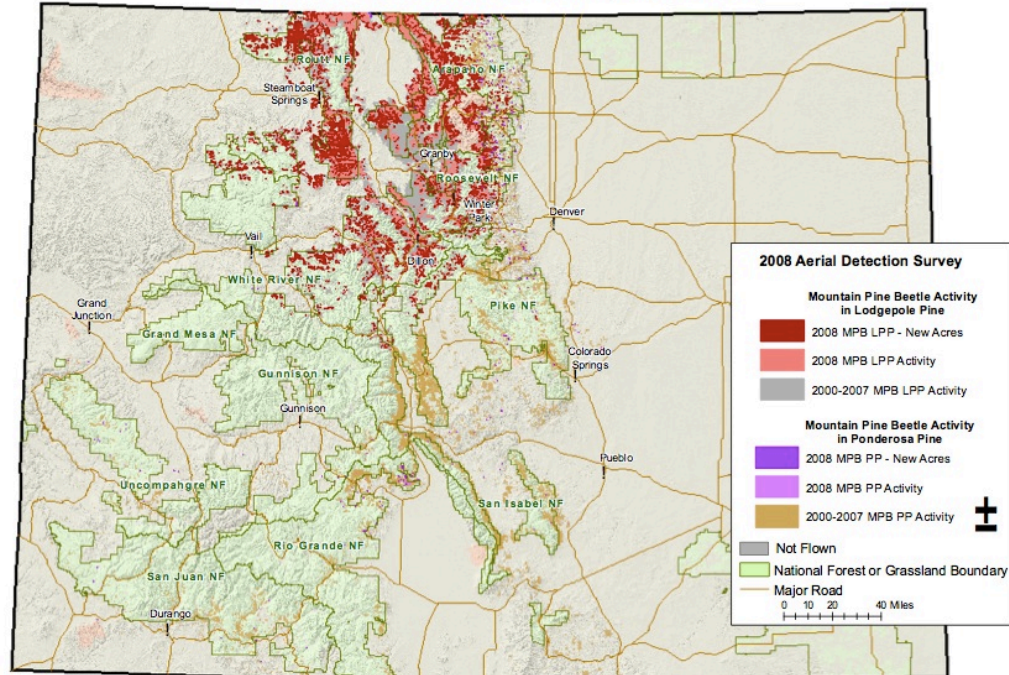 Routt NF
Arapaho NF
Steamboat
Springs
Granby
Roosevelt NF
Winter
Park
Denver
Vail
Dillon
White River NF
Pike NF
Grand
Junction
Grand Mesa NF
Colorado
Springs
Gunnison NF
Gunnison
Pueblo
Uncompahgre NF
San Isabel NF
Rio Grande NF
San Juan NF
Durango
2008 Aerial Detection Survey
Mountain Pine Beetle Activity
in Lodgepole Pine
2008 MPB LPP - New Acres
2008 MPB LPP Activity
2000-2007 MPB LPP Activity
Mountain Pine Beetle Activity
in Ponderosa Pine
2008 MPB PP - New Acres
2008 MPB PP Activity
2000-2007 MPB PP Activity
±
Not Flown
National Forest or Grassland Boundary
Major Road
0 10 20 40 Miles